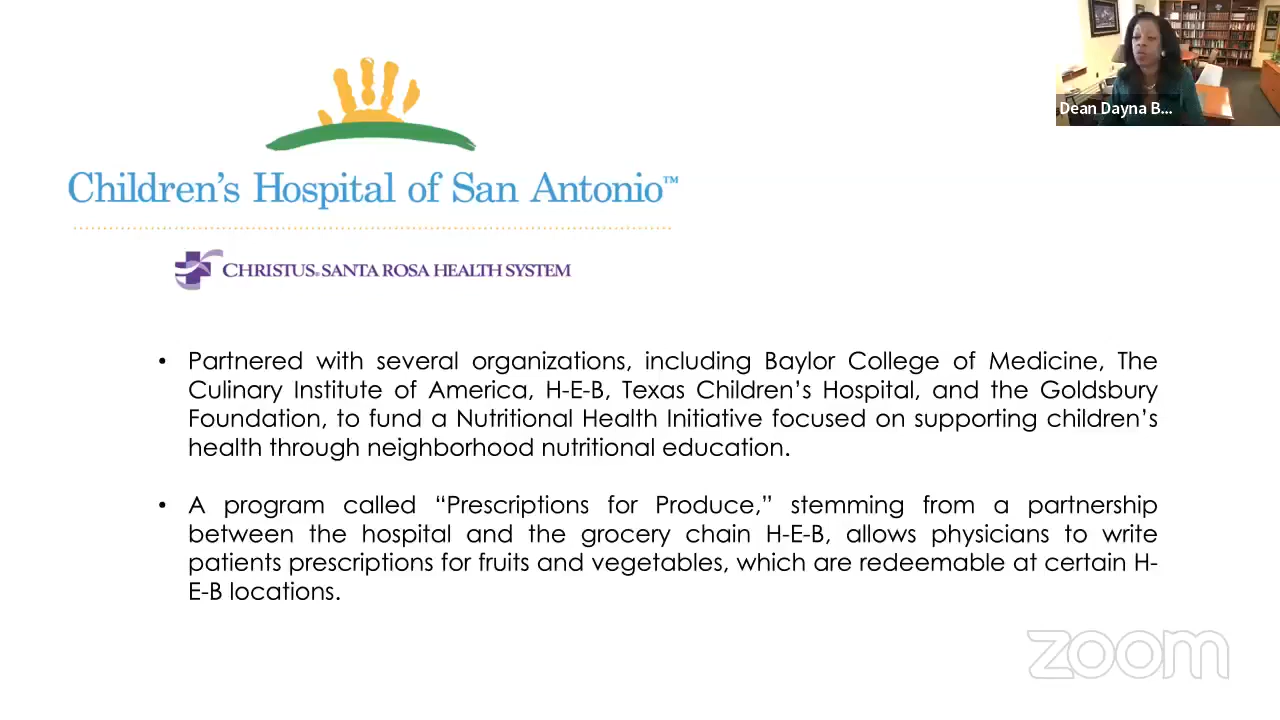 Dean Dayna B...
Children's Hospital of San Antonio™
CHRISTUS® SANTA ROSA HEALTH SYSTEM
• Partnered with several organizations, including Baylor College of Medicine, The
Culinary Institute of America, H-E-B, Texas Children's Hospital, and the Goldsbury
Foundation, to fund a Nutritional Health Initiative focused on supporting children's
health through neighborhood nutritional education.
• A program called “Prescriptions for Produce,” stemming from a partnership
between the hospital and the grocery chain H-E-B, allows physicians to write
patients prescriptions for fruits and vegetables, which are redeemable at certain H-
E-B locations.
zoom